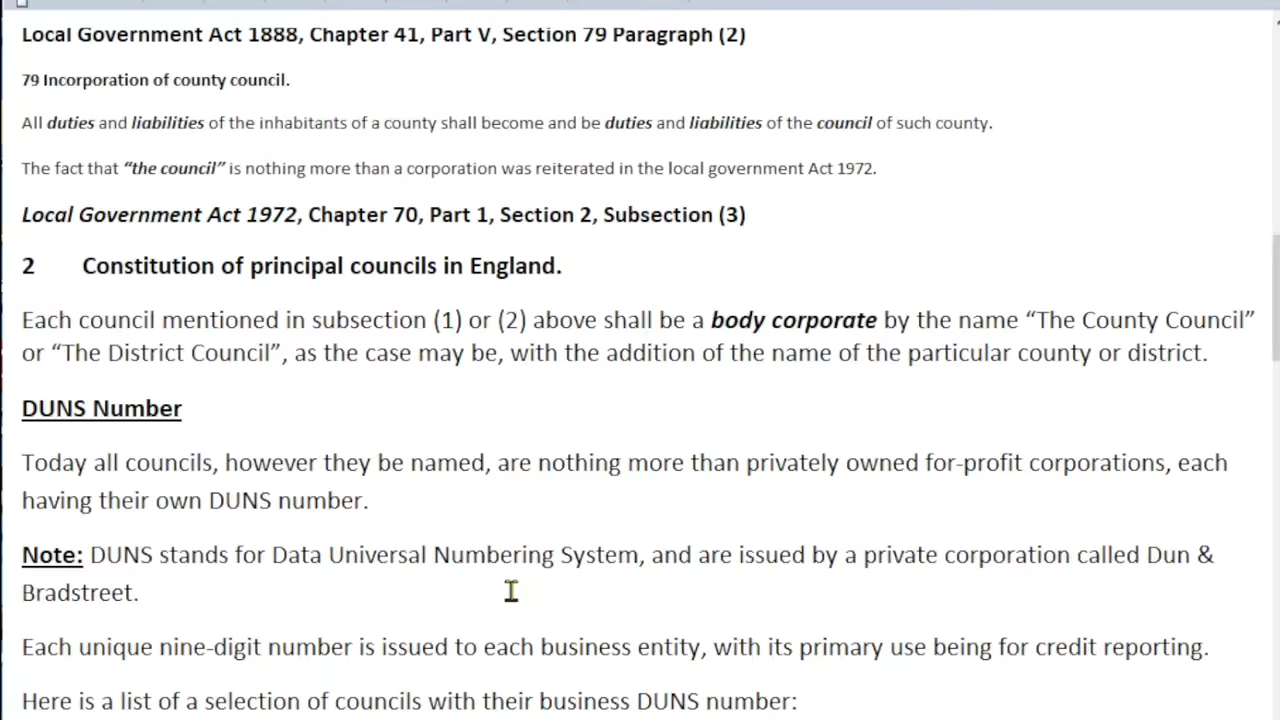 Local Government Act 1888, Chapter 41, Part V, Section 79 Paragraph (2)
79 Incorporation of county council.
All duties and liabilities of the inhabitants of a county shall become and be duties and liabilities of the council of such county.
The fact that “the council” is nothing more than a corporation was reiterated in the local government Act 1972.
Local Government Act 1972, Chapter 70, Part 1, Section 2, Subsection (3)
2 Constitution of principal councils in England.
Each council mentioned in subsection (1) or (2) above shall be a body corporate by the name “The County Council”
or “The District Council”, as the case may be, with the addition of the name of the particular county or district.
DUNS Number
Today all councils, however they be named, are nothing more than privately owned for-profit corporations, each
having their own DUNS number.
Note: DUNS stands for Data Universal Numbering System, and are issued by a private corporation called Dun &
Bradstreet.
Each unique nine-digit number is issued to each business entity, with its primary use being for credit reporting.
Here is a list of a selection of councils with their business DUNS number: